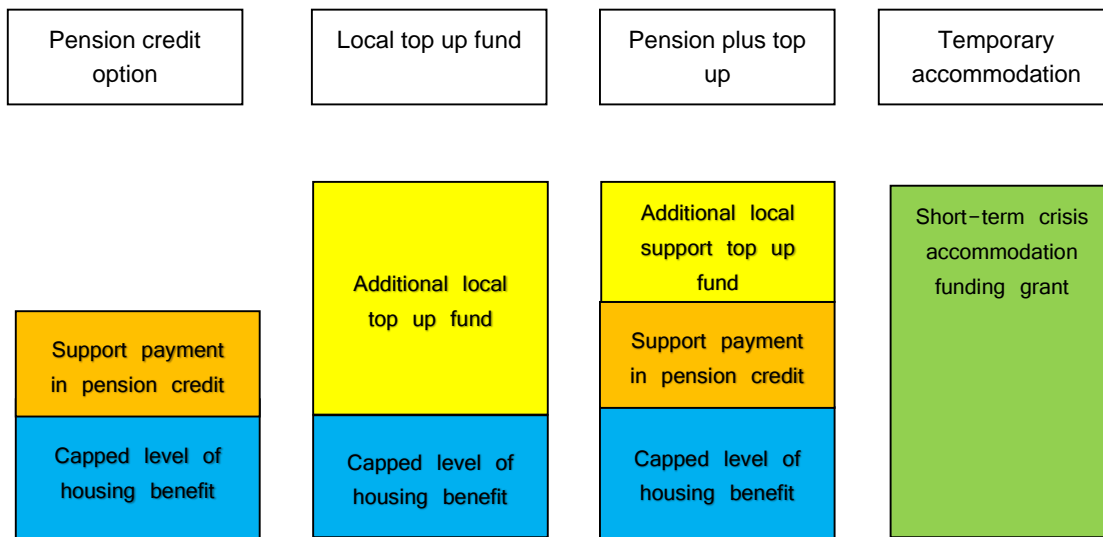 Pension credit
option
Local top up fund
Pension plus top
up
Temporary
accommodation
Support payment
in pension credit
Capped level of
housing benefit
Additional local
top up fund
Capped level of
housing benefit
Additional local
support top up
fund
Support payment
in pension credit
Capped level of
housing benefit
Short-term crisis
accommodation
funding grant